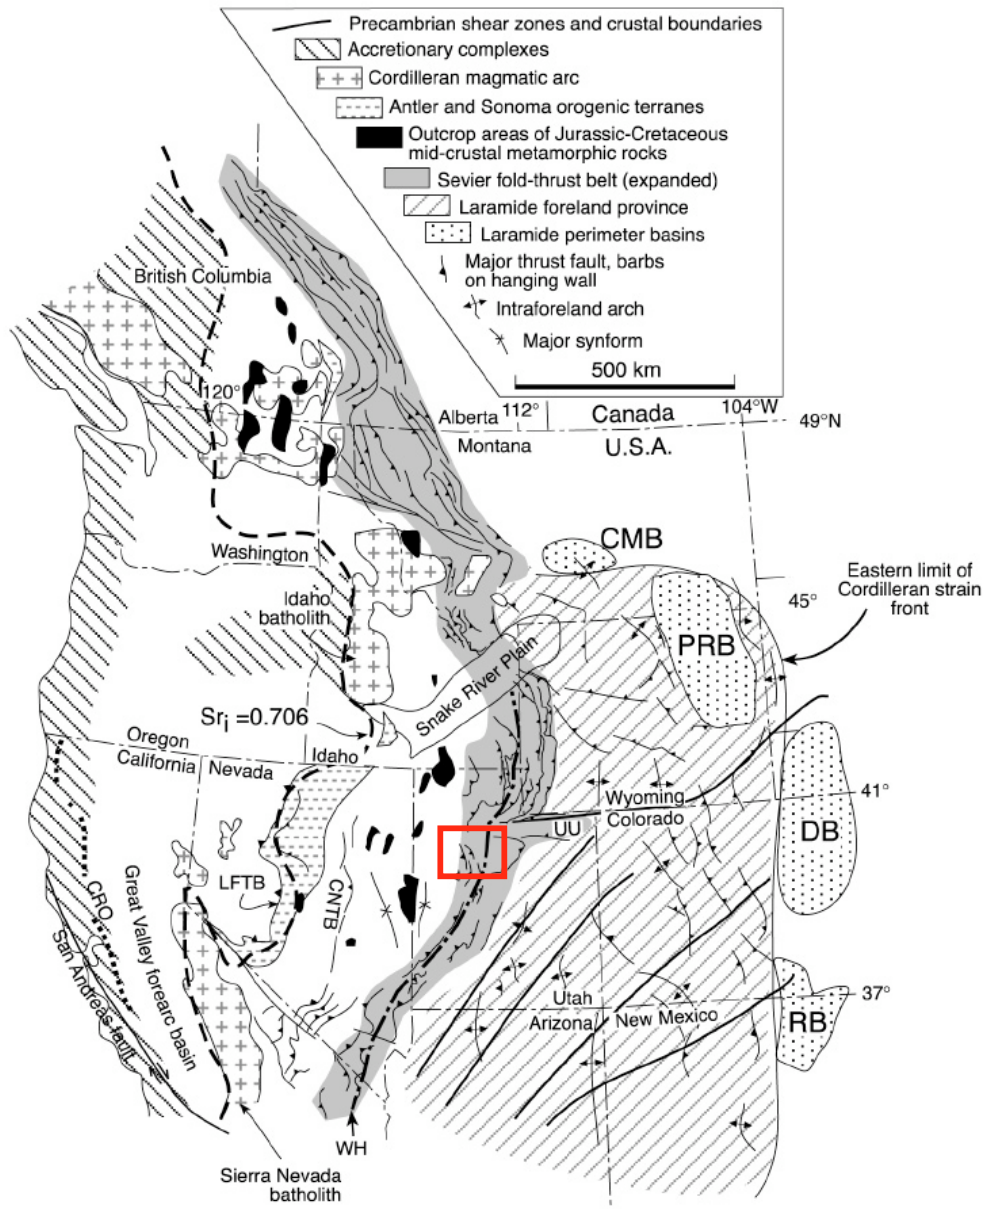 Precambrian shear zones and crustal boundaries
Accretionary complexes
Cordilleran magmatic arc
Antler and Sonoma orogenic terranes
Outcrop areas of Jurassic-Cretaceous
mid-crustal metamorphic rocks
Sevier fold-thrust belt (expanded)
Laramide foreland province
Laramide perimeter basins
Major thrust fault, barbs
on hanging wall
Intraforeland arch
Major synform
500 km
British Columbia
120°
Alberta
112°
Canada
104°W
49°N
Montana
U.S.A.
Washington
CMB
Idaho
batholith
45°
Eastern limit of
Cordilleran strain
front
PRB
Snake River Plain
Sri =0.706
Oregon
California
Nevada
Idaho
Wyoming
Colorado
41°
UU
DB
LFTB
CNTB
CRO
Great Valley forearc basin
San Andreas fault
Utah
Arizona
New Mexico
37°
RB
WH
Sierra Nevada
batholith